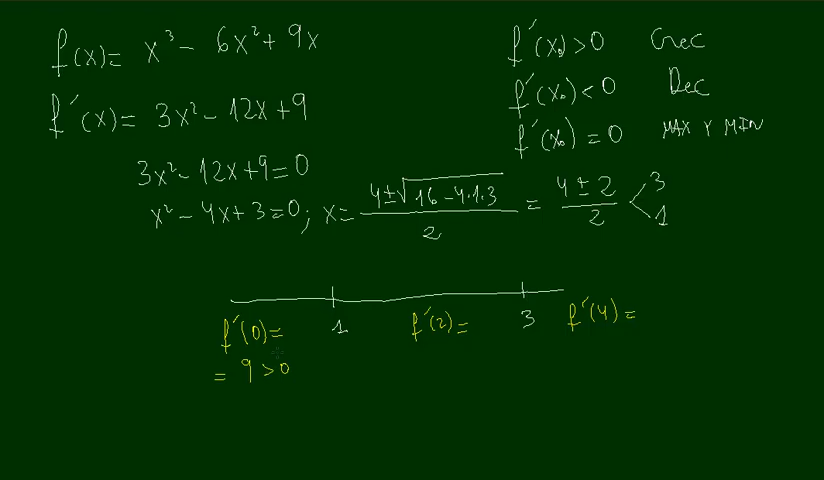 f(x)= x³ - 6x² + 9x
f'(x)= 3x² - 12x + 9
3x² - 12x + 9 = 0
x² - 4x + 3 = 0; x= 4±√16-4·1·3 / 2 = 4±2 / 2 < 3 1
f'(x₀) > 0 Crec
f'(x₀) < 0 Dec
f'(x₀) = 0 MAX Y MIN
f'(0)= 1 f'(2)= 3 f'(4)=
= 9 > 0